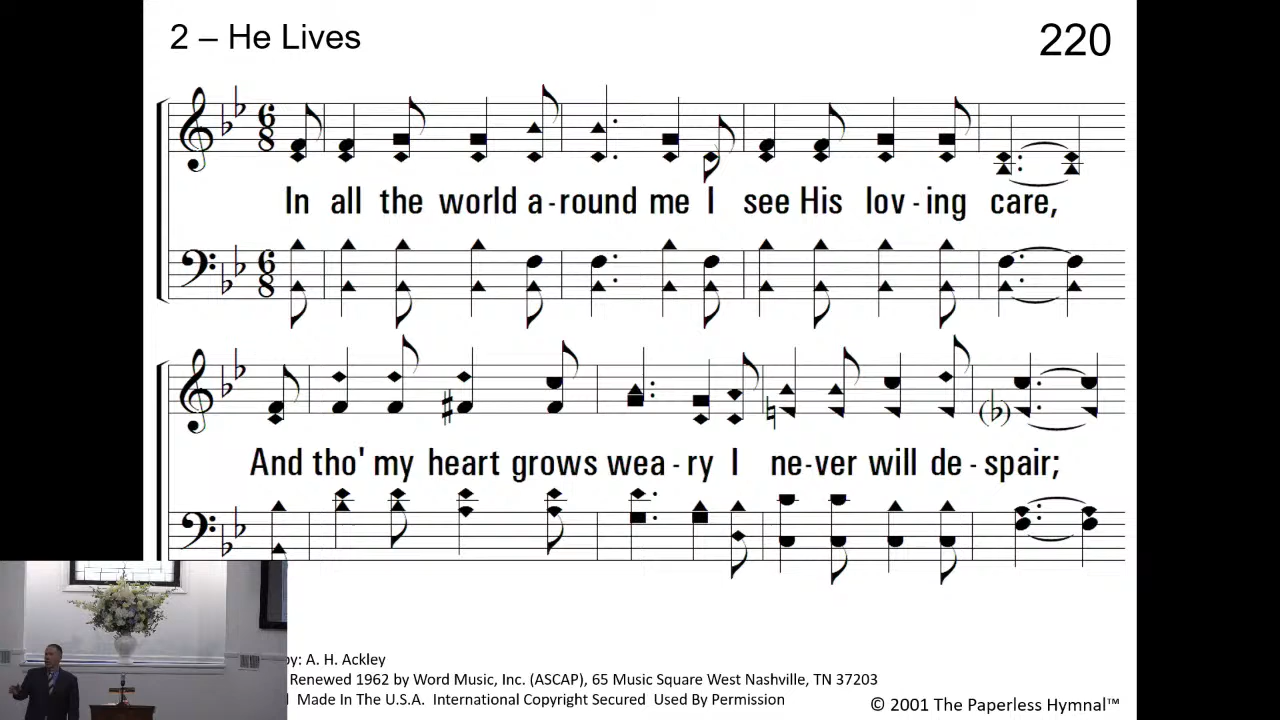 2 – He Lives
220
In all the world a-round me I see His lov-ing care,
And tho' my heart grows wea-ry I ne-ver will de-spair;
by: A. H. Ackley
Renewed 1962 by Word Music, Inc. (ASCAP), 65 Music Square West Nashville, TN 37203
Made In The U.S.A. International Copyright Secured Used By Permission
© 2001 The Paperless Hymnal™